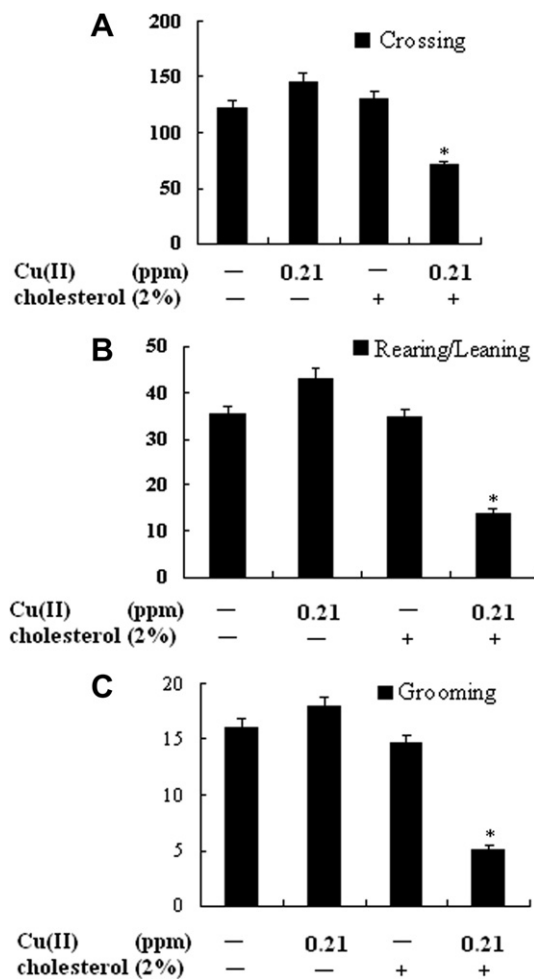 A
Crossing
200
150
100
50
0
Cu(II) (ppm) — 0.21 — 0.21
cholesterol (2%) — — + +
B
Rearing/Leaning
50
40
30
20
10
0
*
Cu(II) (ppm) — 0.21 — 0.21
cholesterol (2%) — — + +
C
Grooming
20
15
10
5
0
*
Cu(II) (ppm) — 0.21 — 0.21
cholesterol (2%) — — + +